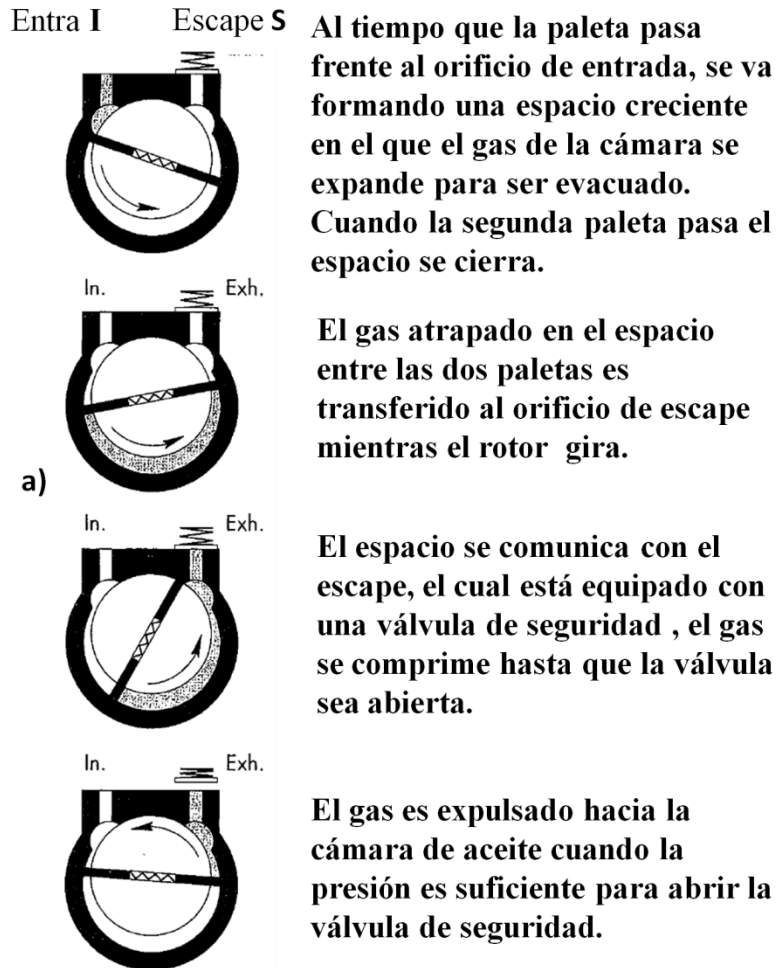 Entra I Escape S
Al tiempo que la paleta pasa
frente al orificio de entrada, se va
formando una espacio creciente
en el que el gas de la cámara se
expande para ser evacuado.
Cuando la segunda paleta pasa el
espacio se cierra.
In. Exh.
El gas atrapado en el espacio
entre las dos paletas es
transferido al orificio de escape
mientras el rotor gira.
a)
In. Exh.
El espacio se comunica con el
escape, el cual está equipado con
una válvula de seguridad , el gas
se comprime hasta que la válvula
sea abierta.
In. Exh.
El gas es expulsado hacia la
cámara de aceite cuando la
presión es suficiente para abrir la
válvula de seguridad.